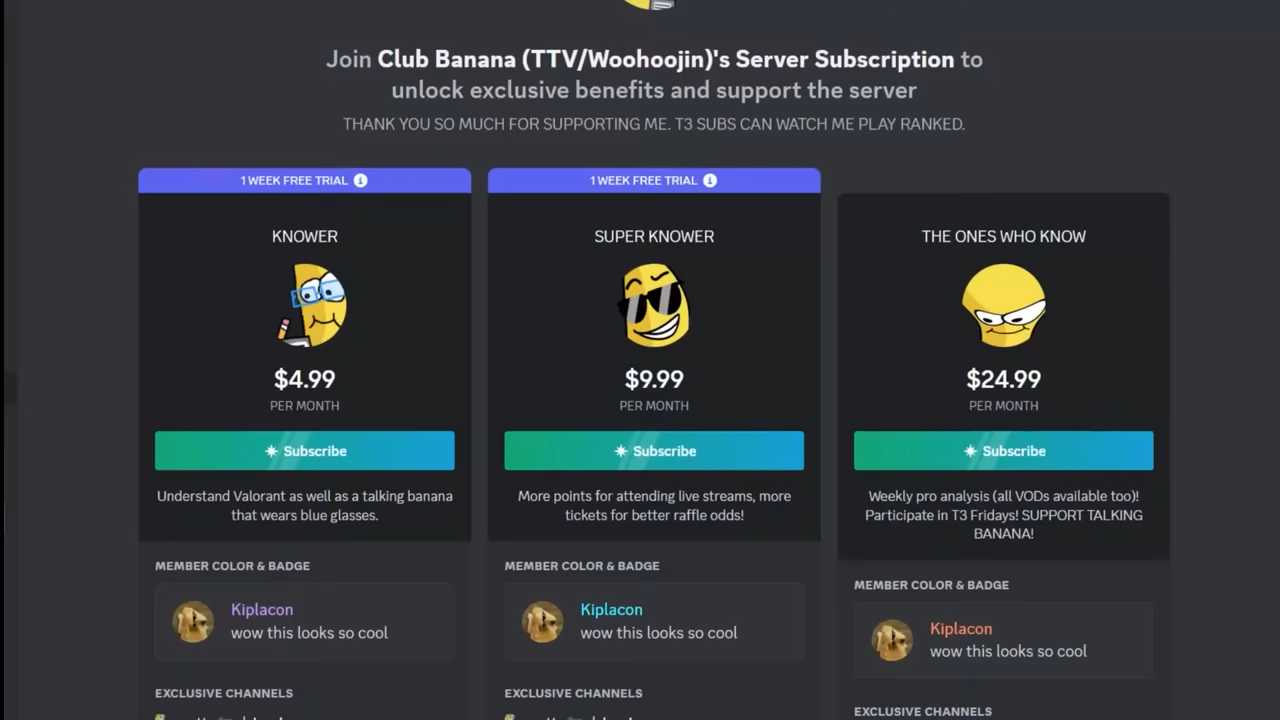 Join Club Banana (TTV/Woohoojin)'s Server Subscription to
unlock exclusive benefits and support the server
THANK YOU SO MUCH FOR SUPPORTING ME. T3 SUBS CAN WATCH ME PLAY RANKED.
1 WEEK FREE TRIAL
KNOWER
$4.99
PER MONTH
Subscribe
Understand Valorant as well as a talking banana
that wears blue glasses.
MEMBER COLOR & BADGE
Kiplacon
wow this looks so cool
EXCLUSIVE CHANNELS
1 WEEK FREE TRIAL
SUPER KNOWER
$9.99
PER MONTH
Subscribe
More points for attending live streams, more
tickets for better raffle odds!
MEMBER COLOR & BADGE
Kiplacon
wow this looks so cool
EXCLUSIVE CHANNELS
THE ONES WHO KNOW
$24.99
PER MONTH
Subscribe
Weekly pro analysis (all VODs available too)!
Participate in T3 Fridays! SUPPORT TALKING
BANANA!
MEMBER COLOR & BADGE
Kiplacon
wow this looks so cool
EXCLUSIVE CHANNELS